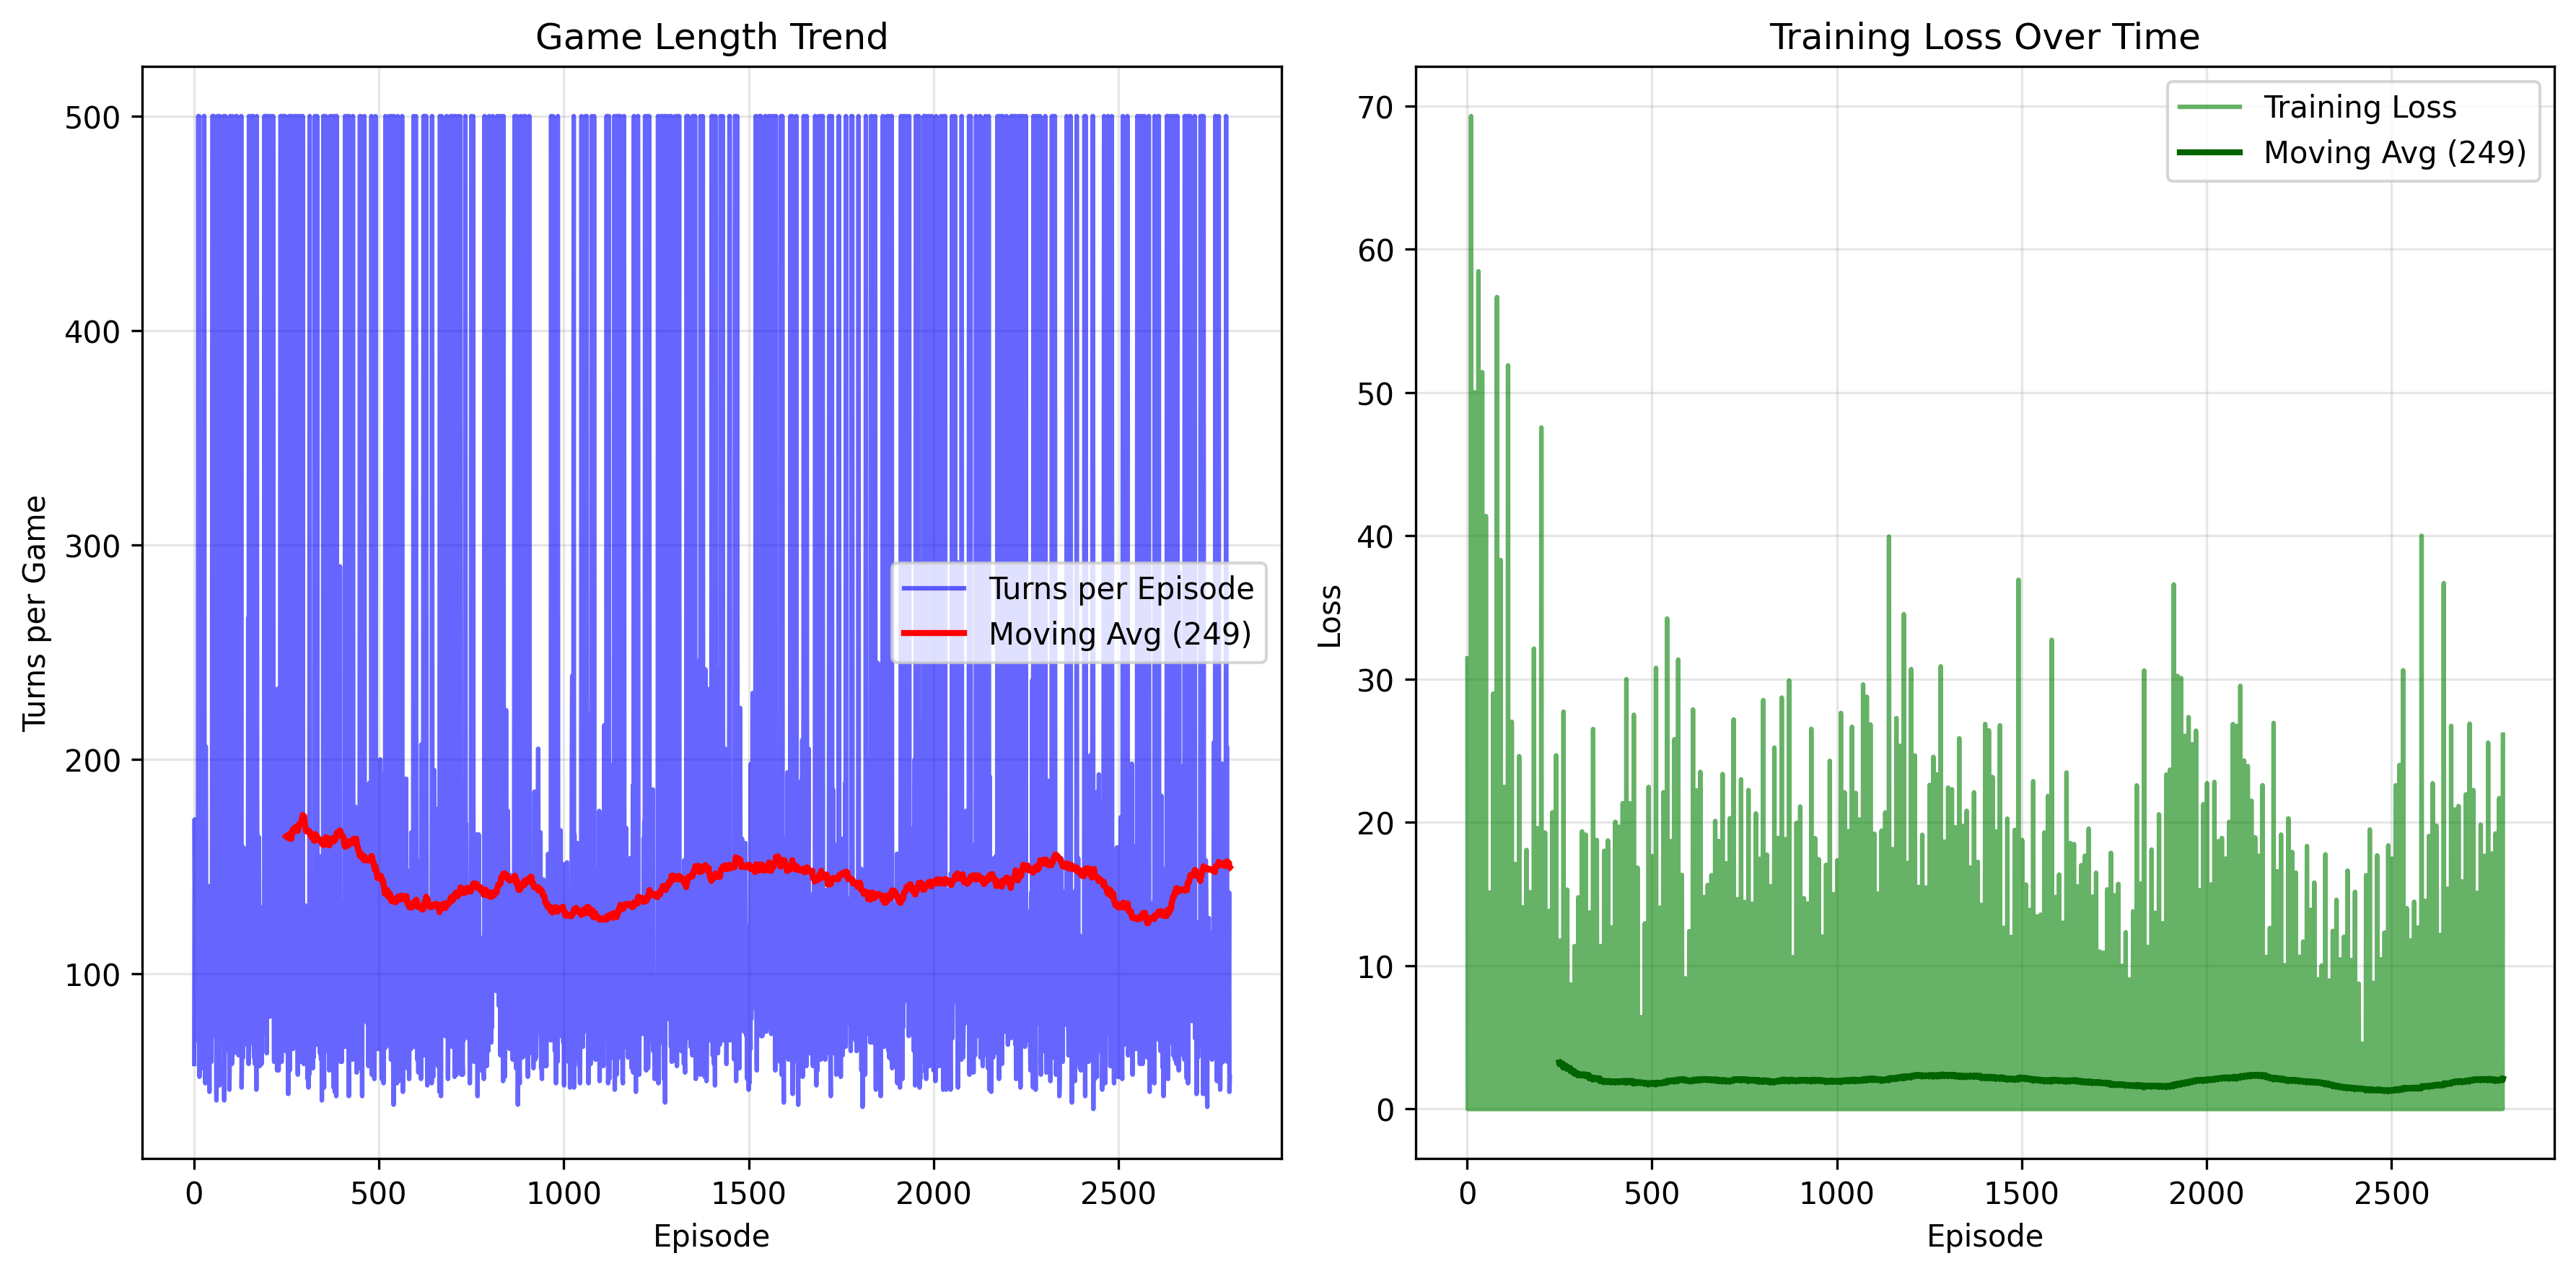 Game Length Trend
500
400
300
200
100
Turns per Game
Turns per Episode
Moving Avg (249)
0
500
1000
1500
2000
2500
Episode
Training Loss Over Time
70
60
50
40
30
20
10
0
Loss
Training Loss
Moving Avg (249)
0
500
1000
1500
2000
2500
Episode